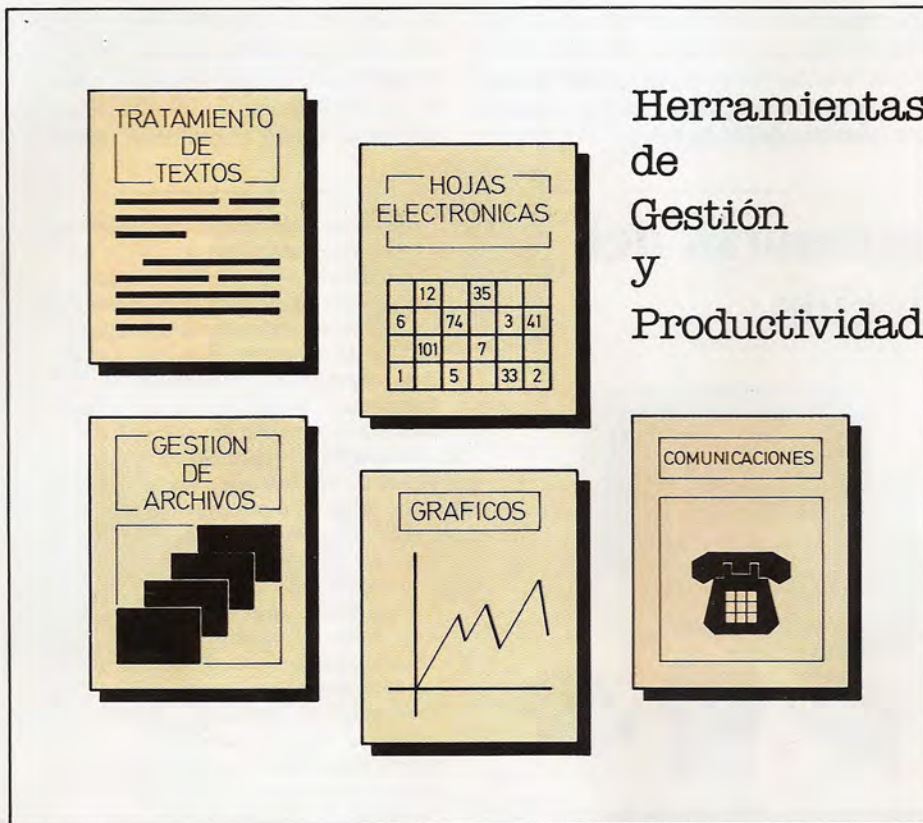 Herramientas
de
Gestión
y
Productividad
TRATAMIENTO
DE
TEXTOS
HOJAS
ELECTRONICAS
12 35
6 74 3 41
101 7
1 5 33 2
GESTION
DE
ARCHIVOS
GRAFICOS
COMUNICACIONES